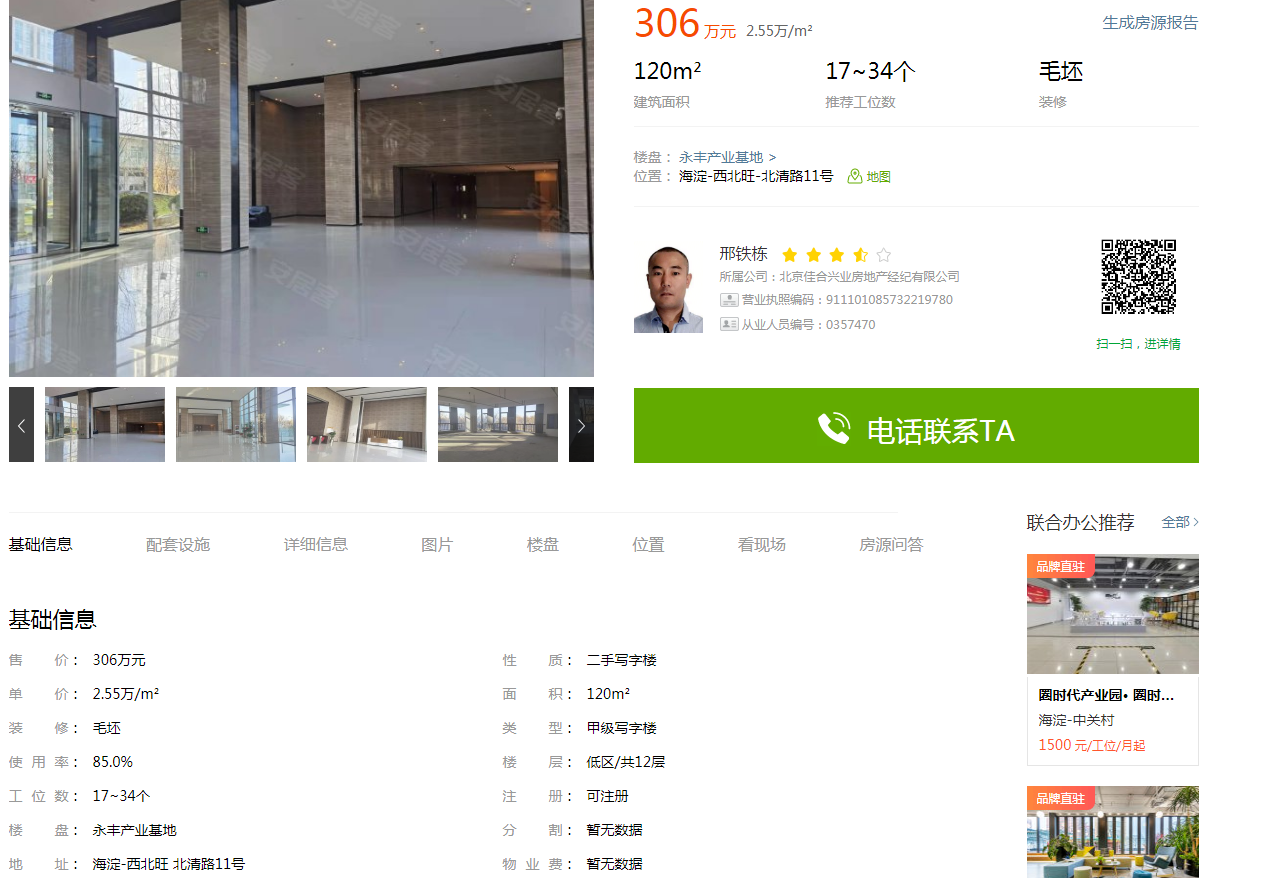 安居客
306 万元 2.55万/m²
生成房源报告
120m² 17~34个 毛坯
建筑面积 推荐工位数 装修
楼盘： 永丰产业基地 >
位置： 海淀-西北旺-北清路11号 地图
邢铁栋
所属公司：北京佳合兴业房地产经纪有限公司
营业执照编码：911101085732219780
从业人员编号：0357470
扫一扫，进详情
电话联系TA
基础信息 配套设施 详细信息 图片 楼盘 位置 看现场 房源问答
基础信息
售价： 306万元 性质： 二手写字楼
单价： 2.55万/m² 面积： 120m²
装修： 毛坯 类型： 甲级写字楼
使用率： 85.0% 楼层： 低区/共12层
工位数： 17~34个 注册： 可注册
楼盘： 永丰产业基地 分割： 暂无数据
地址： 海淀-西北旺 北清路11号 物业费： 暂无数据
联合办公推荐 全部 >
品牌直驻
圈时代产业园• 圈时...
海淀-中关村
1500 元/工位/月起
品牌直驻